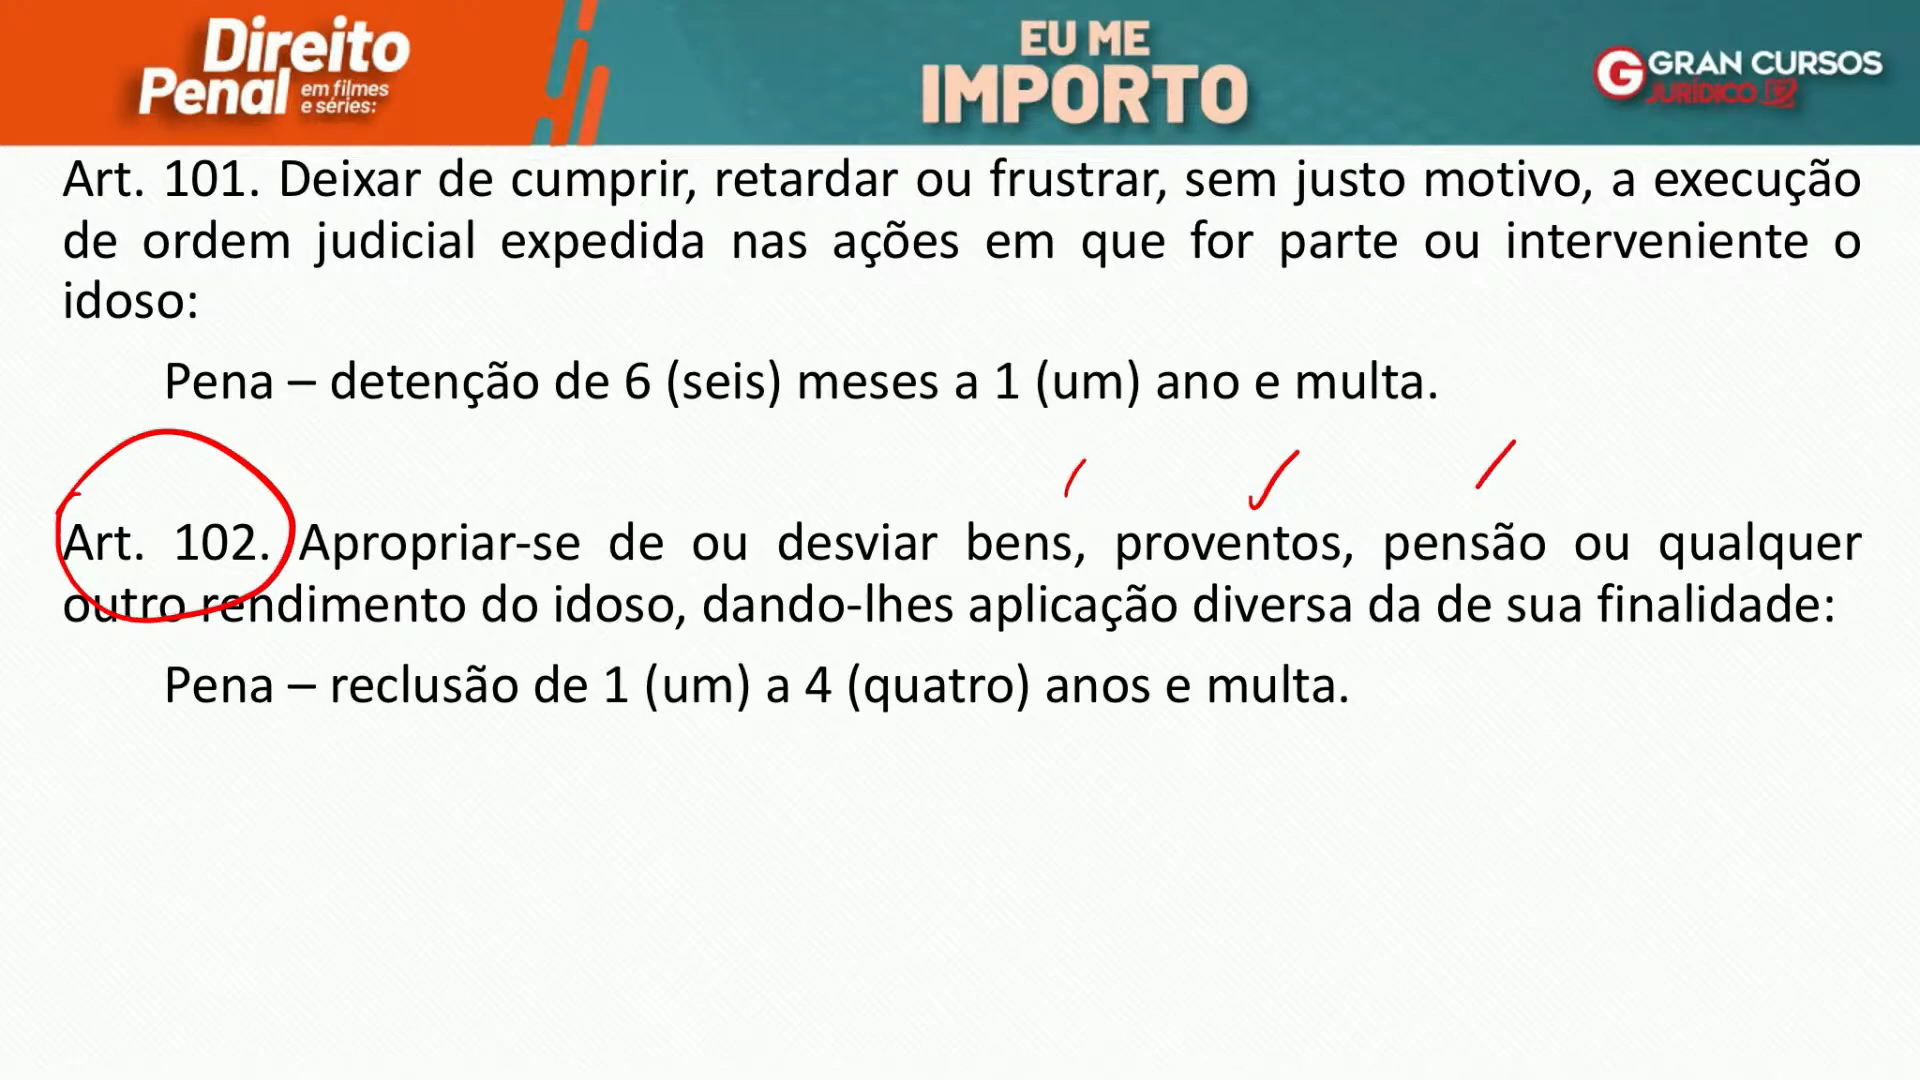 Direito
Penal em filmes
e séries:
EU ME
IMPORTO
GRAN CURSOS
JURÍDICO
Art. 101. Deixar de cumprir, retardar ou frustrar, sem justo motivo, a execução
de ordem judicial expedida nas ações em que for parte ou interveniente o
idoso:
Pena – detenção de 6 (seis) meses a 1 (um) ano e multa.
Art. 102. Apropriar-se de ou desviar bens, proventos, pensão ou qualquer
outro rendimento do idoso, dando-lhes aplicação diversa da de sua finalidade:
Pena – reclusão de 1 (um) a 4 (quatro) anos e multa.